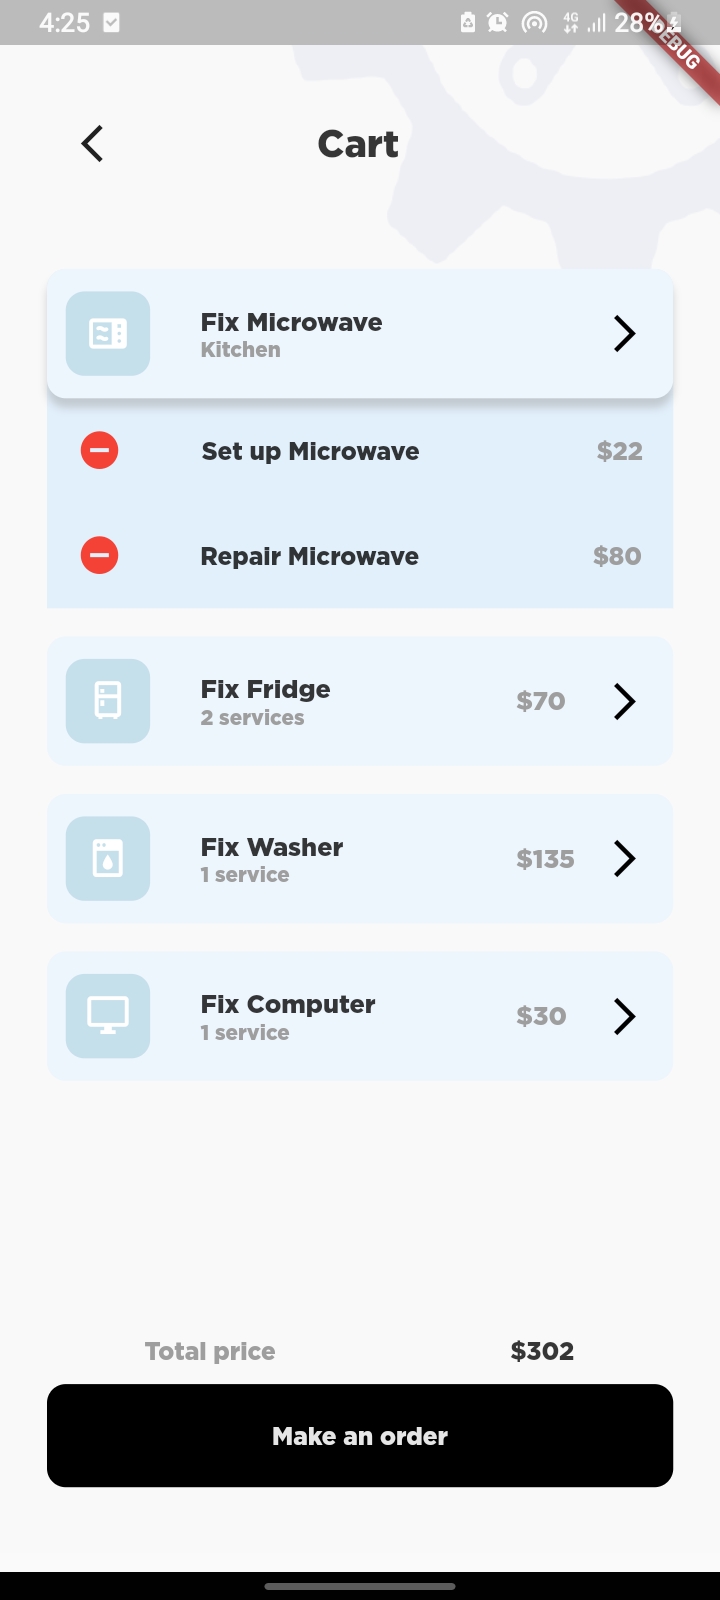 4:25
4G
28%
DEBUG
Cart
Fix Microwave
Kitchen
Set up Microwave
$22
Repair Microwave
$80
Fix Fridge
2 services
$70
Fix Washer
1 service
$135
Fix Computer
1 service
$30
Total price
$302
Make an order